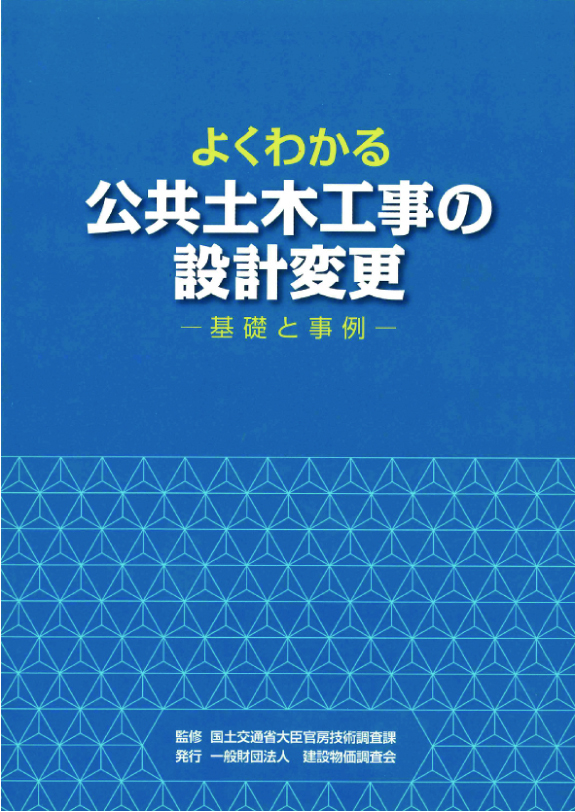 よくわかる
公共土木工事の
設計変更
―基礎と事例―
監修 国土交通省大臣官房技術調査課
発行 一般財団法人 建設物価調査会